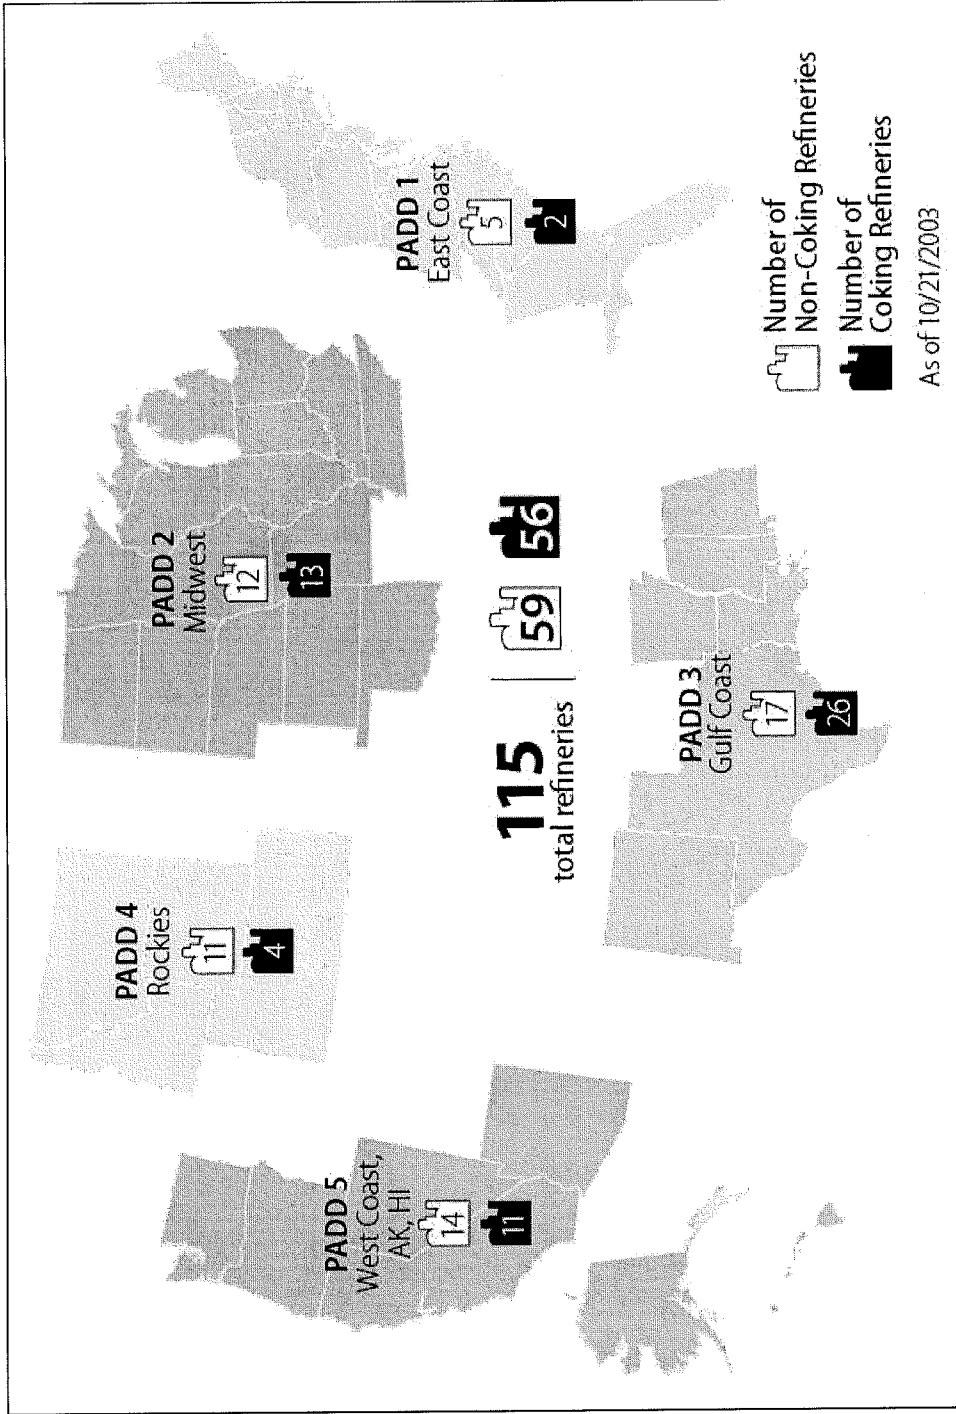 PADD 5
West Coast,
AK, HI
14
11
PADD 4
Rockies
11
4
PADD 2
Midwest
12
13
PADD 1
East Coast
5
2
115
total refineries
59
56
PADD 3
Gulf Coast
17
26
Number of
Non-Coking Refineries
Number of
Coking Refineries
As of 10/21/2003